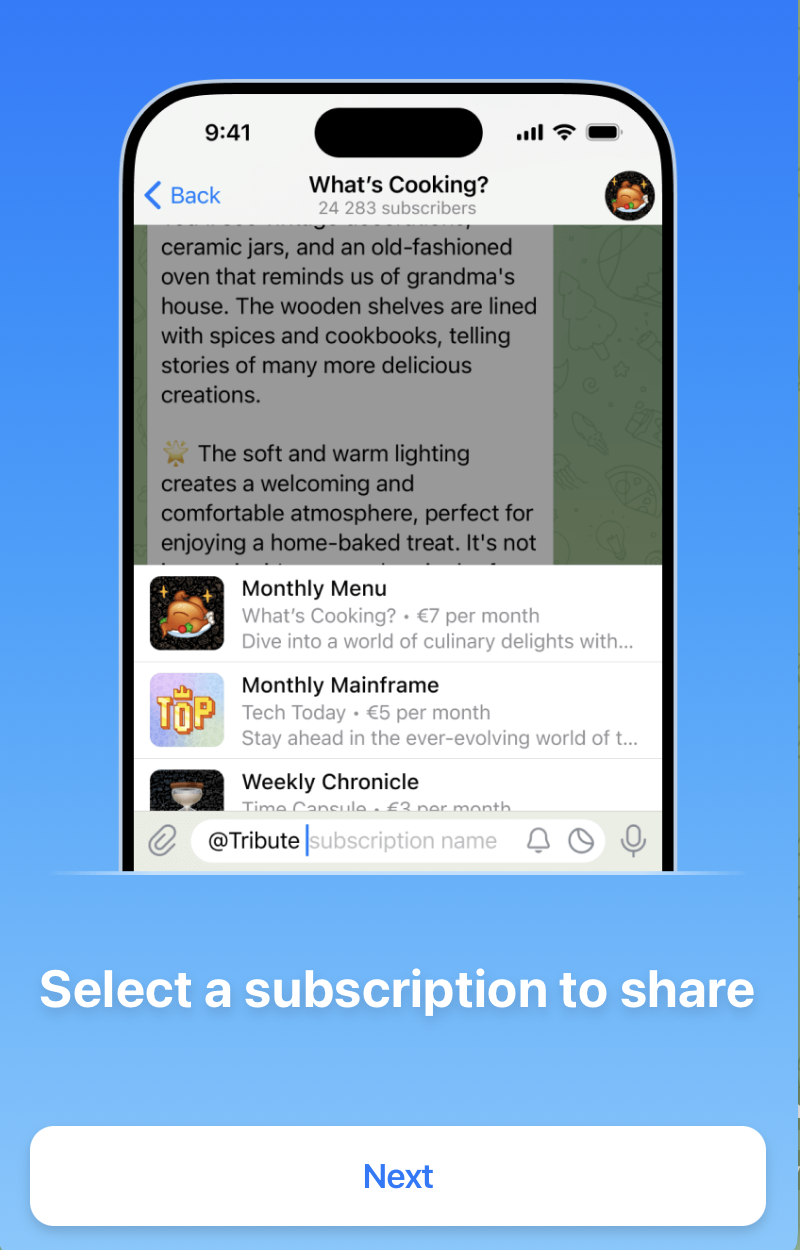 9:41
Back
What's Cooking?
24 283 subscribers
ceramic jars, and an old-fashioned
oven that reminds us of grandma's
house. The wooden shelves are lined
with spices and cookbooks, telling
stories of many more delicious
creations.
🌟 The soft and warm lighting
creates a welcoming and
comfortable atmosphere, perfect for
enjoying a home-baked treat. It's not
Monthly Menu
What's Cooking? • €7 per month
Dive into a world of culinary delights with...
TOP
Monthly Mainframe
Tech Today • €5 per month
Stay ahead in the ever-evolving world of t...
Weekly Chronicle
Time Capsule • €3 per month
@Tribute subscription name
Select a subscription to share
Next